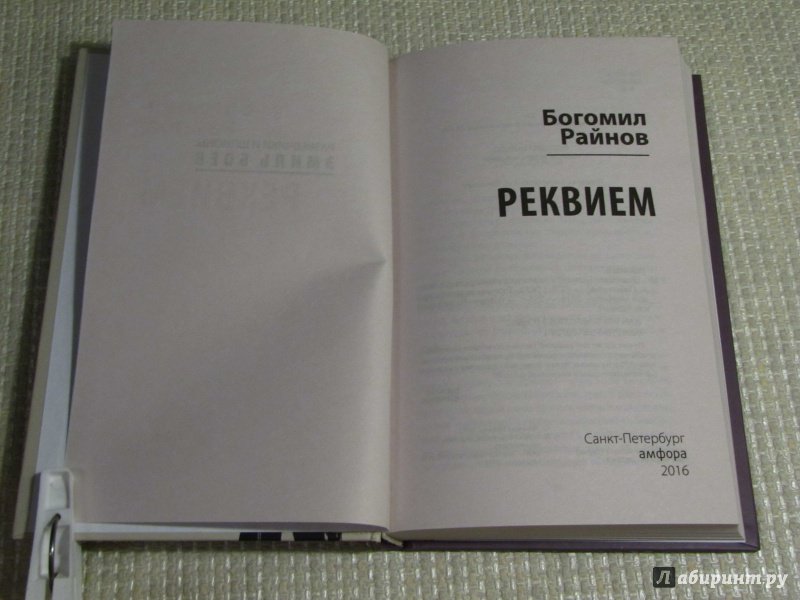 Богомил
Райнов
РЕКВИЕМ
Санкт-Петербург
амфора
2016
Лабиринт.ру